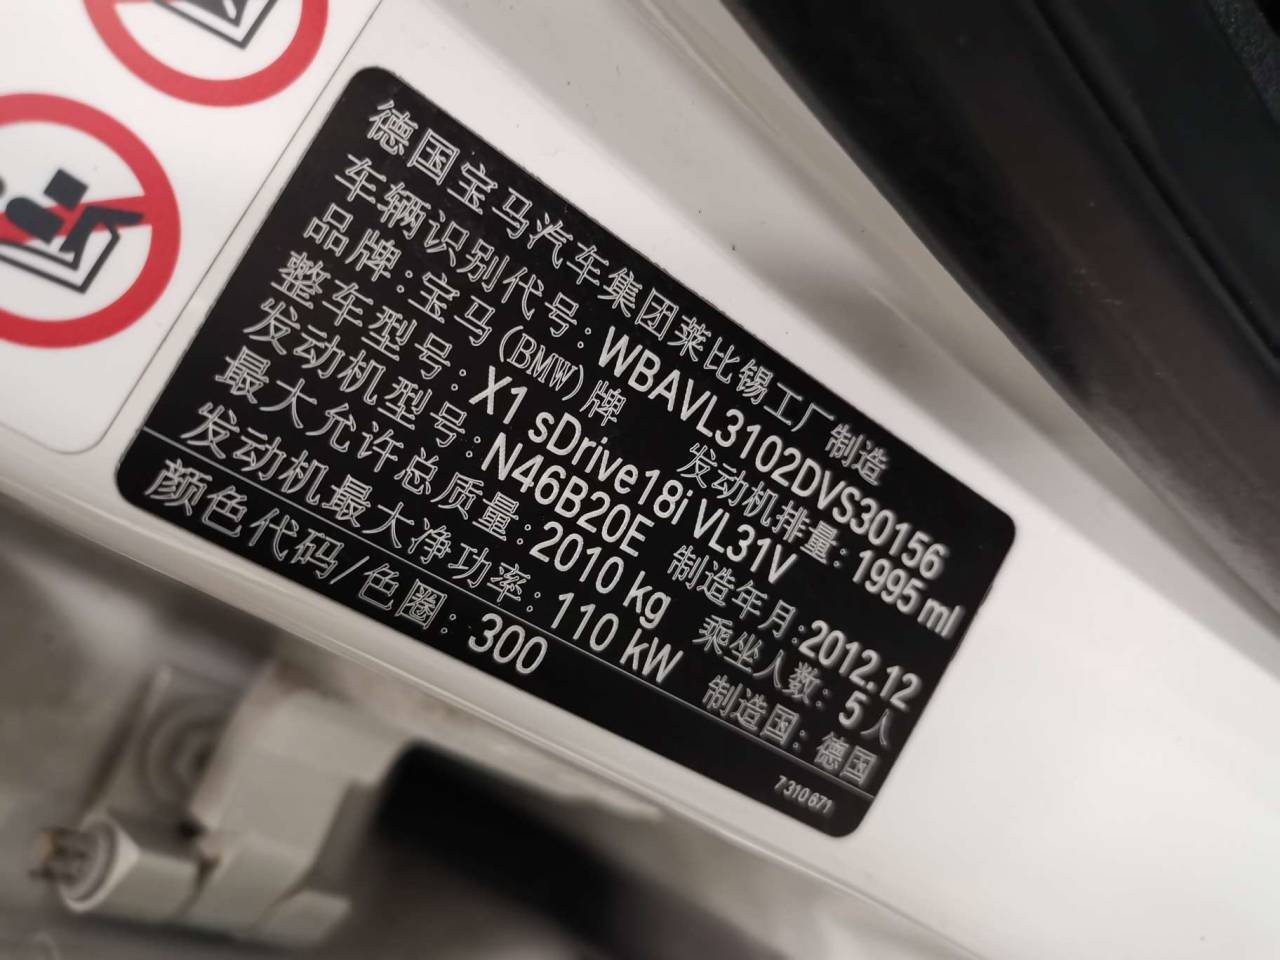 德国宝马汽车集团莱比锡工厂制造
车辆识别代号: WBAVL3102DVS30156
品牌: 宝马(BMW)牌 发动机排量: 1995 ml
整车型号: X1 sDrive18i VL31V
发动机型号: N46B20E 制造年月: 2012.12
最大允许总质量: 2010 kg 乘坐人数: 5 人
发动机最大净功率: 110 kW 制造国: 德国
颜色代码/色圈: 300
7 310 671